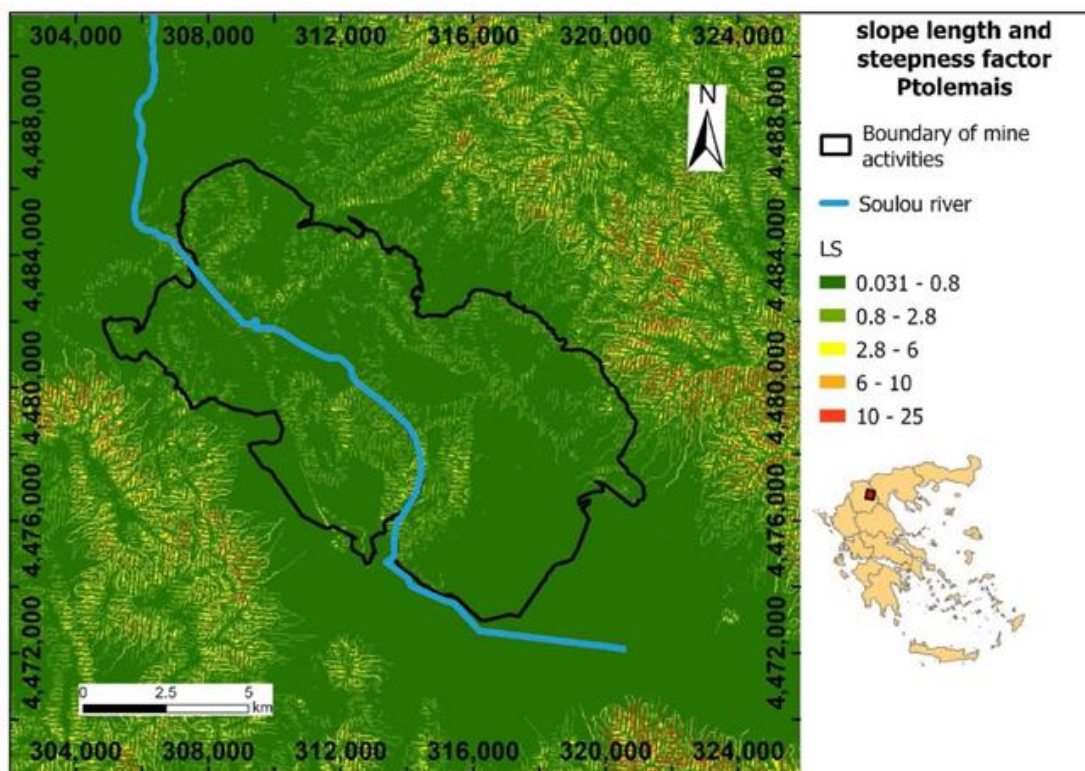 304,000 308,000 312,000 316,000 320,000 324,000
4,488,000
4,484,000
4,480,000
4,476,000
4,472,000
N
4,488,000
4,484,000
4,480,000
4,476,000
4,472,000
0 2.5 5
km
304,000 308,000 312,000 316,000 320,000 324,000
slope length and
steepness factor
Ptolemais
Boundary of mine
activities
Soulou river
LS
0.031 - 0.8
0.8 - 2.8
2.8 - 6
6 - 10
10 - 25